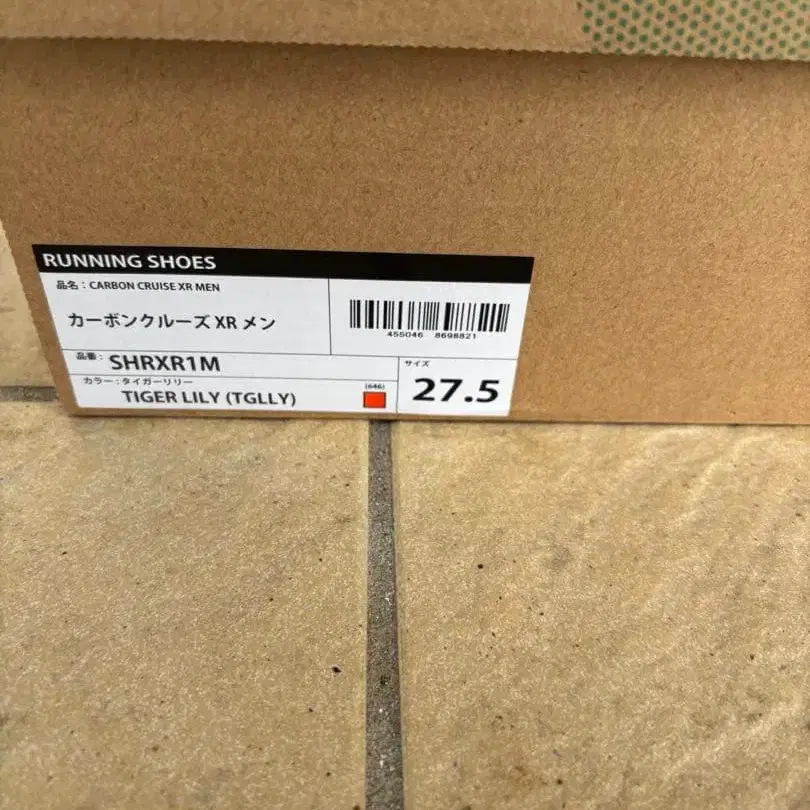 RUNNING SHOES
品名：CARBON CRUISE XR MEN
カーボンクルーズ XR メン
455046 8698821
品番：SHRXR1M
カラー：タイガーリリー
TIGER LILY (TGLLY)
(646)
サイズ
27.5